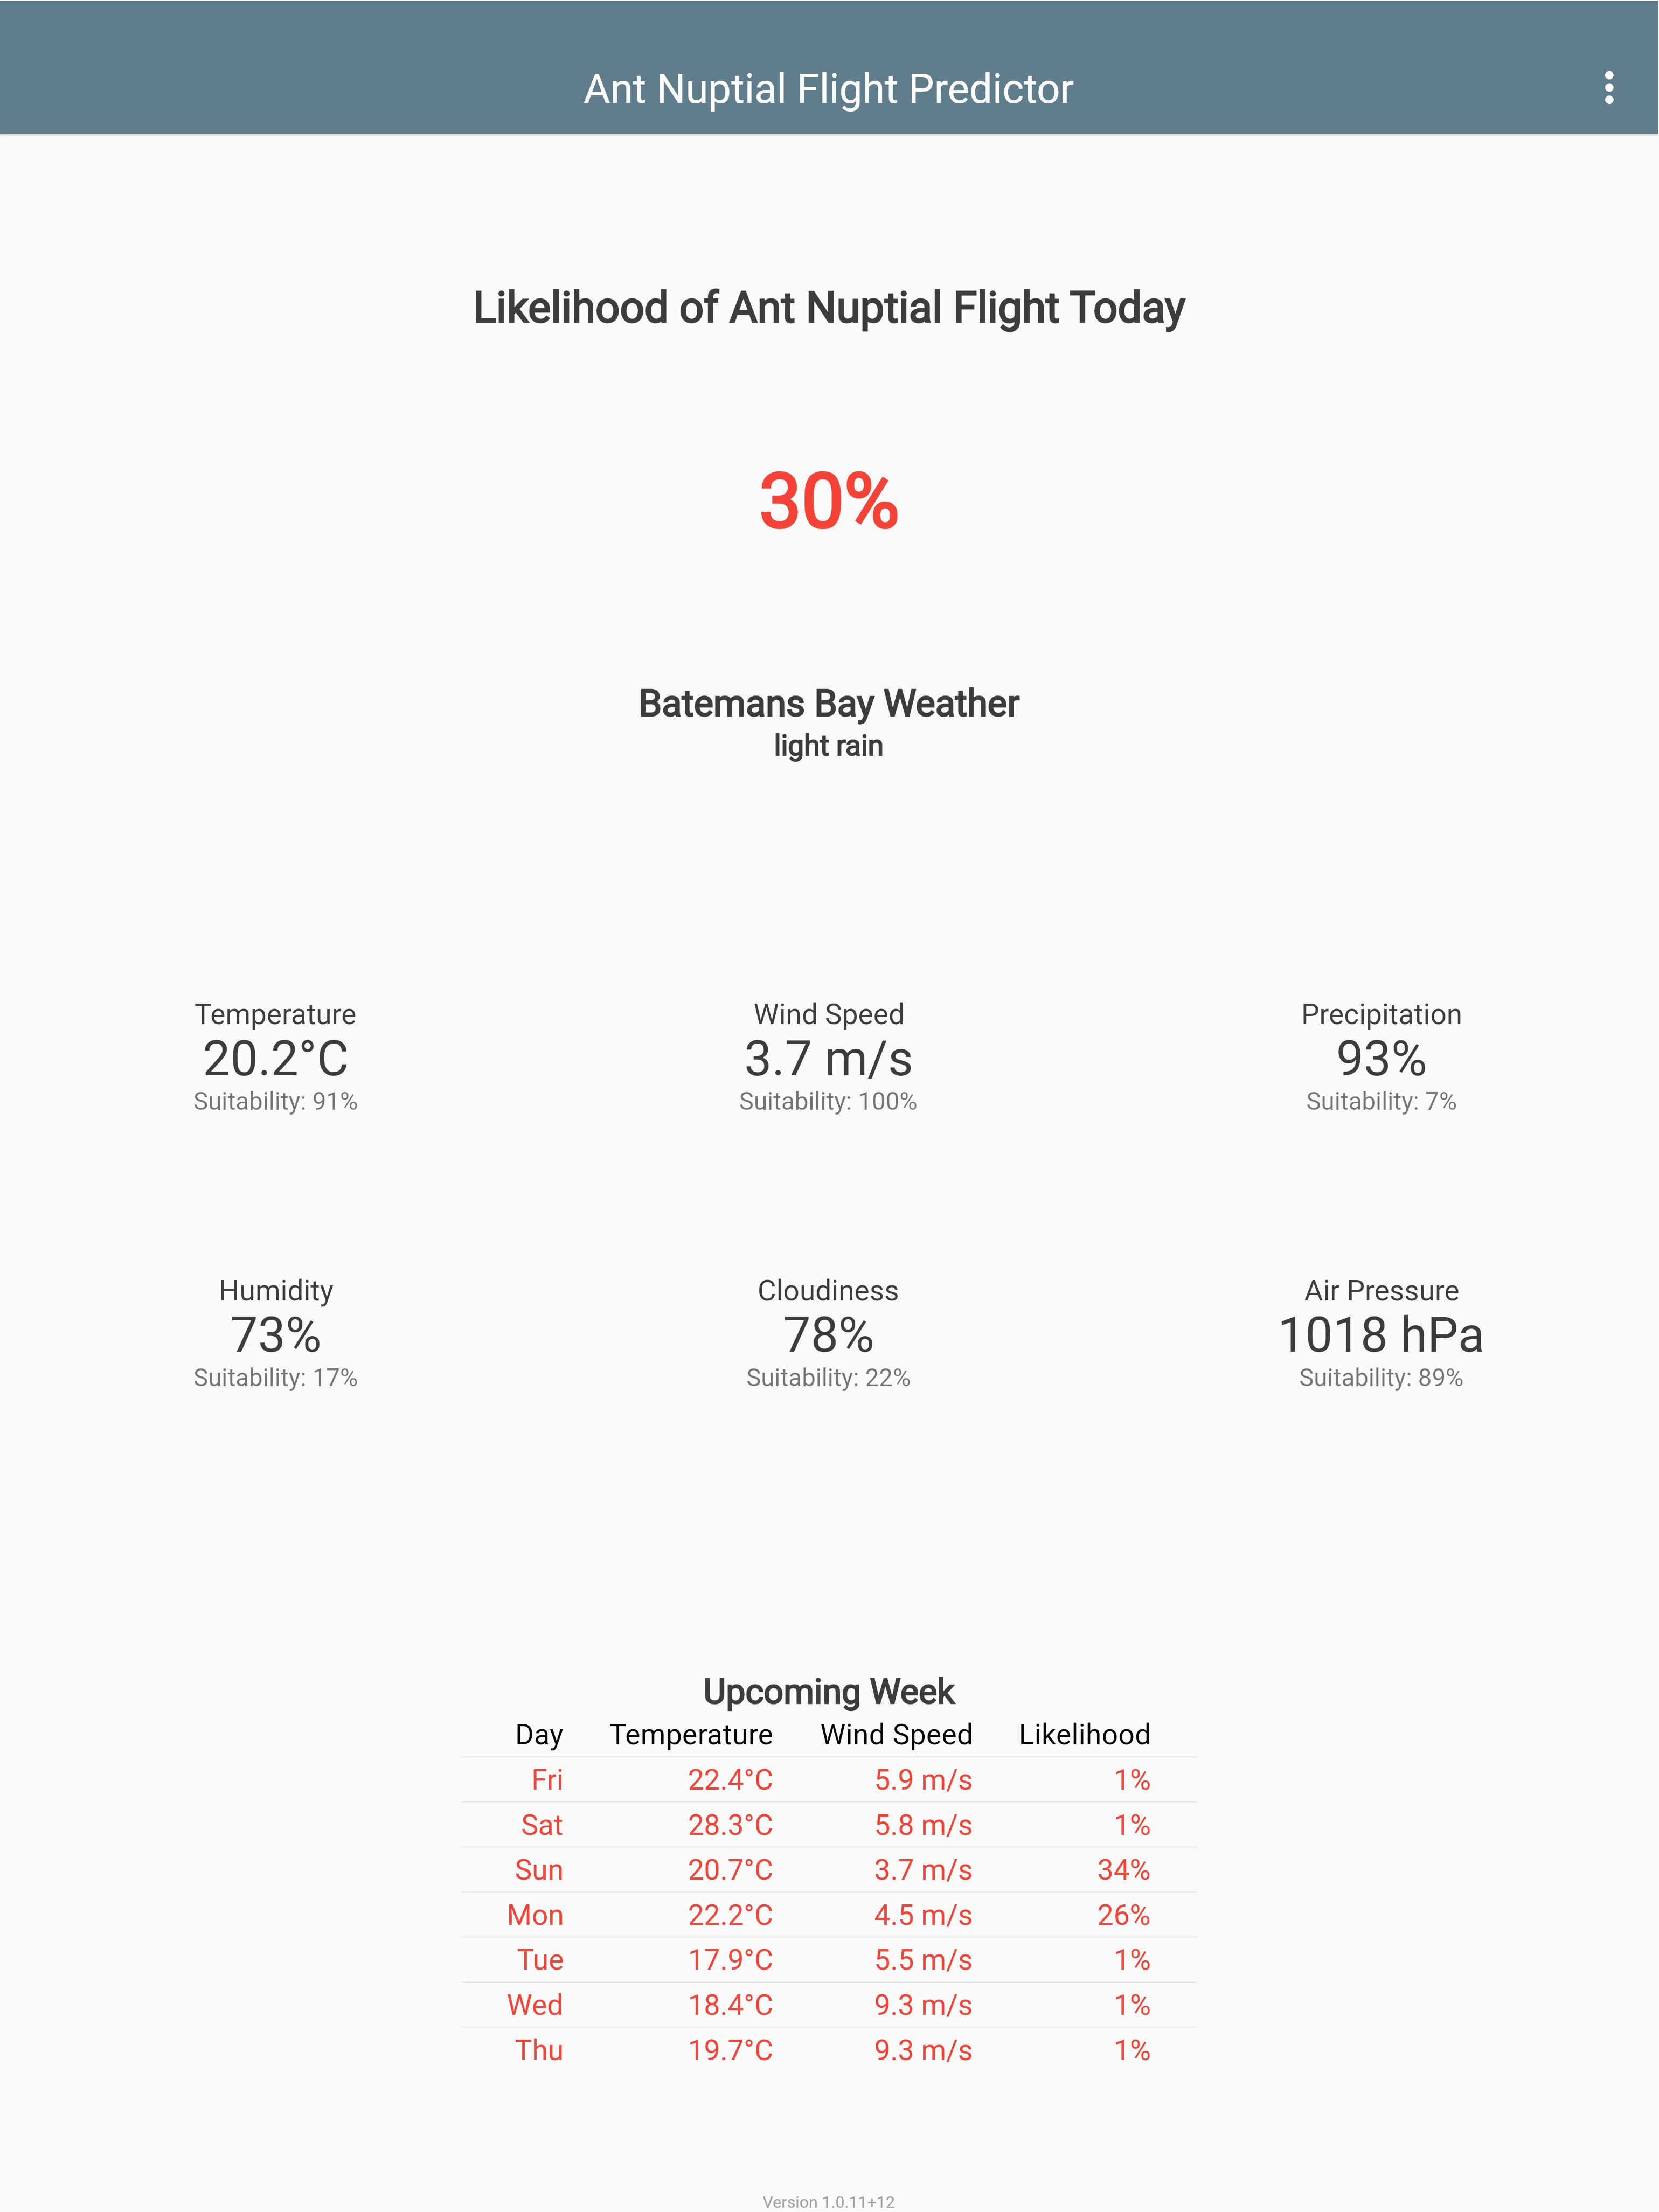 Ant Nuptial Flight Predictor
Likelihood of Ant Nuptial Flight Today
30%
Batemans Bay Weather
light rain
Temperature Wind Speed Precipitation
20.2°C 3.7 m/s 93%
Suitability: 91% Suitability: 100% Suitability: 7%
Humidity Cloudiness Air Pressure
73% 78% 1018 hPa
Suitability: 17% Suitability: 22% Suitability: 89%
Upcoming Week
Day Temperature Wind Speed Likelihood
Fri 22.4°C 5.9 m/s 1%
Sat 28.3°C 5.8 m/s 1%
Sun 20.7°C 3.7 m/s 34%
Mon 22.2°C 4.5 m/s 26%
Tue 17.9°C 5.5 m/s 1%
Wed 18.4°C 9.3 m/s 1%
Thu 19.7°C 9.3 m/s 1%
Version 1.0.11+12